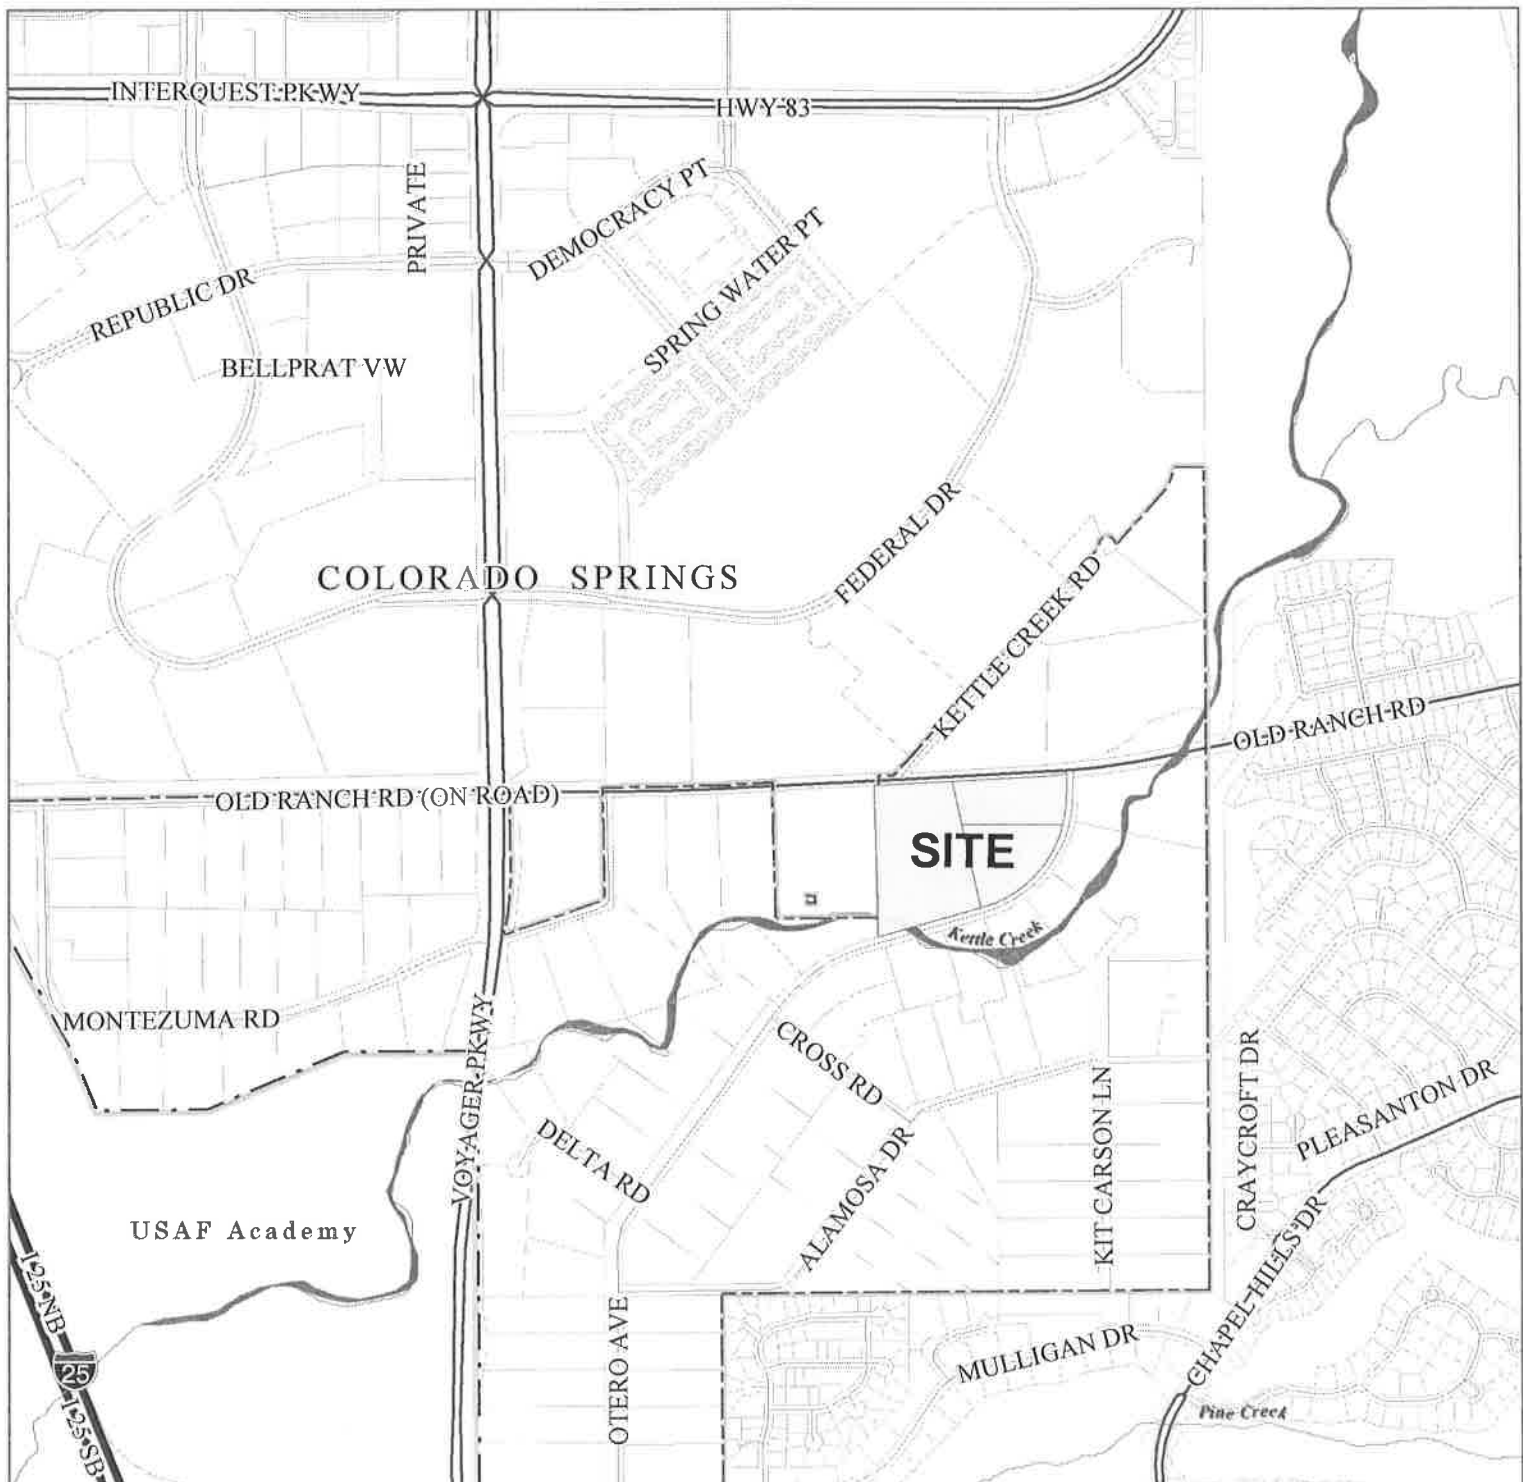 INTERQUEST PKWY
HWY 83
PRIVATE
DEMOCRACY PT
SPRING WATER PT
REPUBLIC DR
BELLPRAT VW
FEDERAL DR
COLORADO SPRINGS
KETTLE CREEK RD
OLD RANCH RD
OLD RANCH RD (ON ROAD)
SITE
Kettle Creek
MONTEZUMA RD
VOYAGER PKWY
CROSS RD
DELTA RD
ALAMOSA DR
KIT CARSON LN
CRAYCROFT DR
PLEASANTON DR
USAF Academy
I 25 NB
25
I 25 SB
OTERO AVE
MULLIGAN DR
CHAPEL HILLS DR
Pine Creek